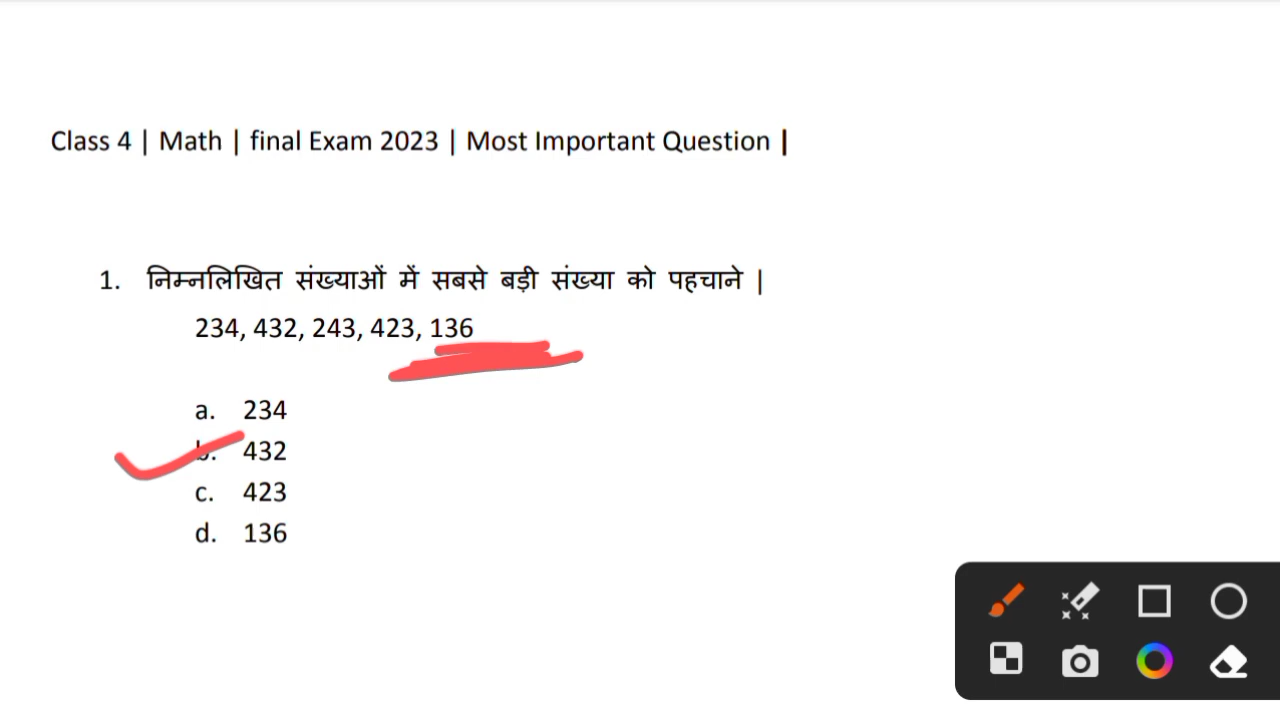 Class 4 | Math | final Exam 2023 | Most Important Question |
1. निम्नलिखित संख्याओं में सबसे बड़ी संख्या को पहचाने |
234, 432, 243, 423, 136
a. 234
b. 432
c. 423
d. 136